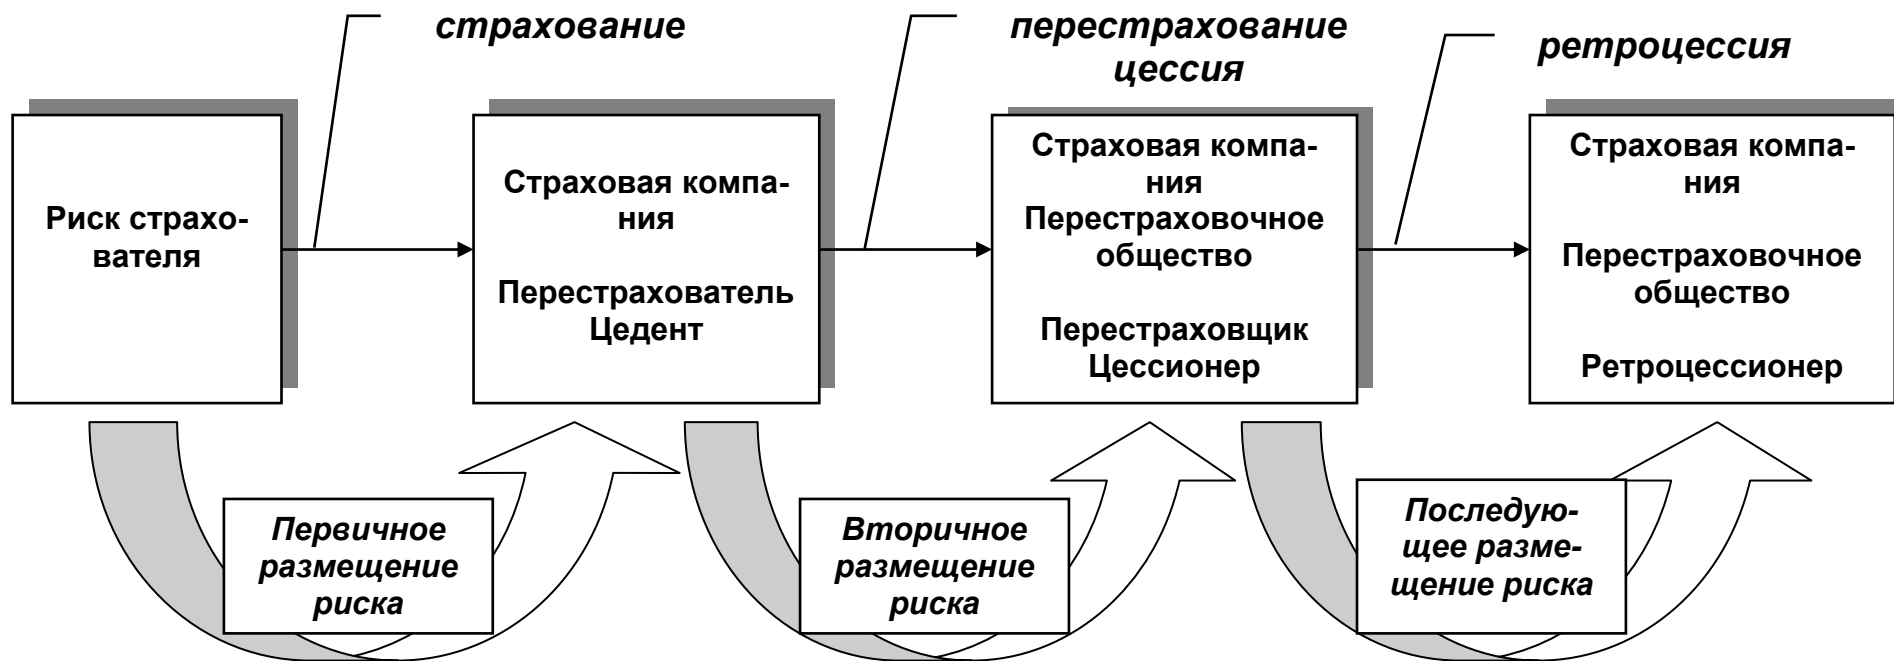 страхование
перестрахование
цессия
ретроцессия
Риск страхо-
вателя
Страховая компа-
ния
Перестрахователь
Цедент
Страховая компа-
ния
Перестраховочное
общество
Перестраховщик
Цессионер
Страховая компа-
ния
Перестраховочное
общество
Ретроцессионер
Первичное
размещение
риска
Вторичное
размещение
риска
Последую-
щее разме-
щение риска